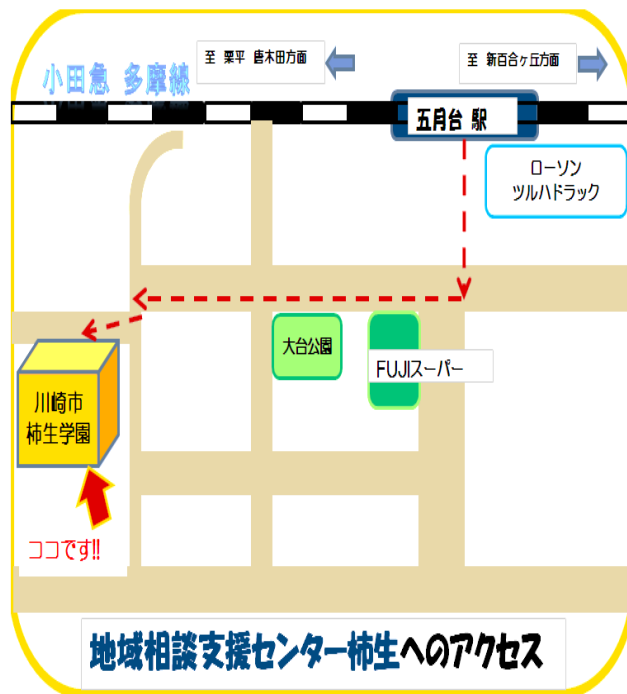 小田急 多摩線
至 栗平 唐木田方面
至 新百合ヶ丘方面
五月台 駅
ローソン
ツルハドラック
大台公園
FUJIスーパー
川崎市
柿生学園
ココです!!
地域相談支援センター柿生へのアクセス